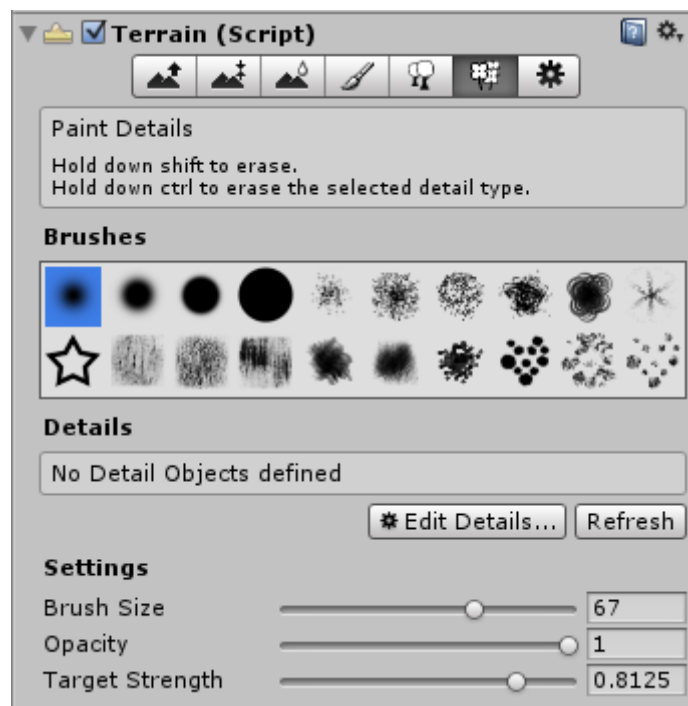 Terrain (Script)
Paint Details
Hold down shift to erase.
Hold down ctrl to erase the selected detail type.
Brushes
Details
No Detail Objects defined
Edit Details... Refresh
Settings
Brush Size 67
Opacity 1
Target Strength 0.8125